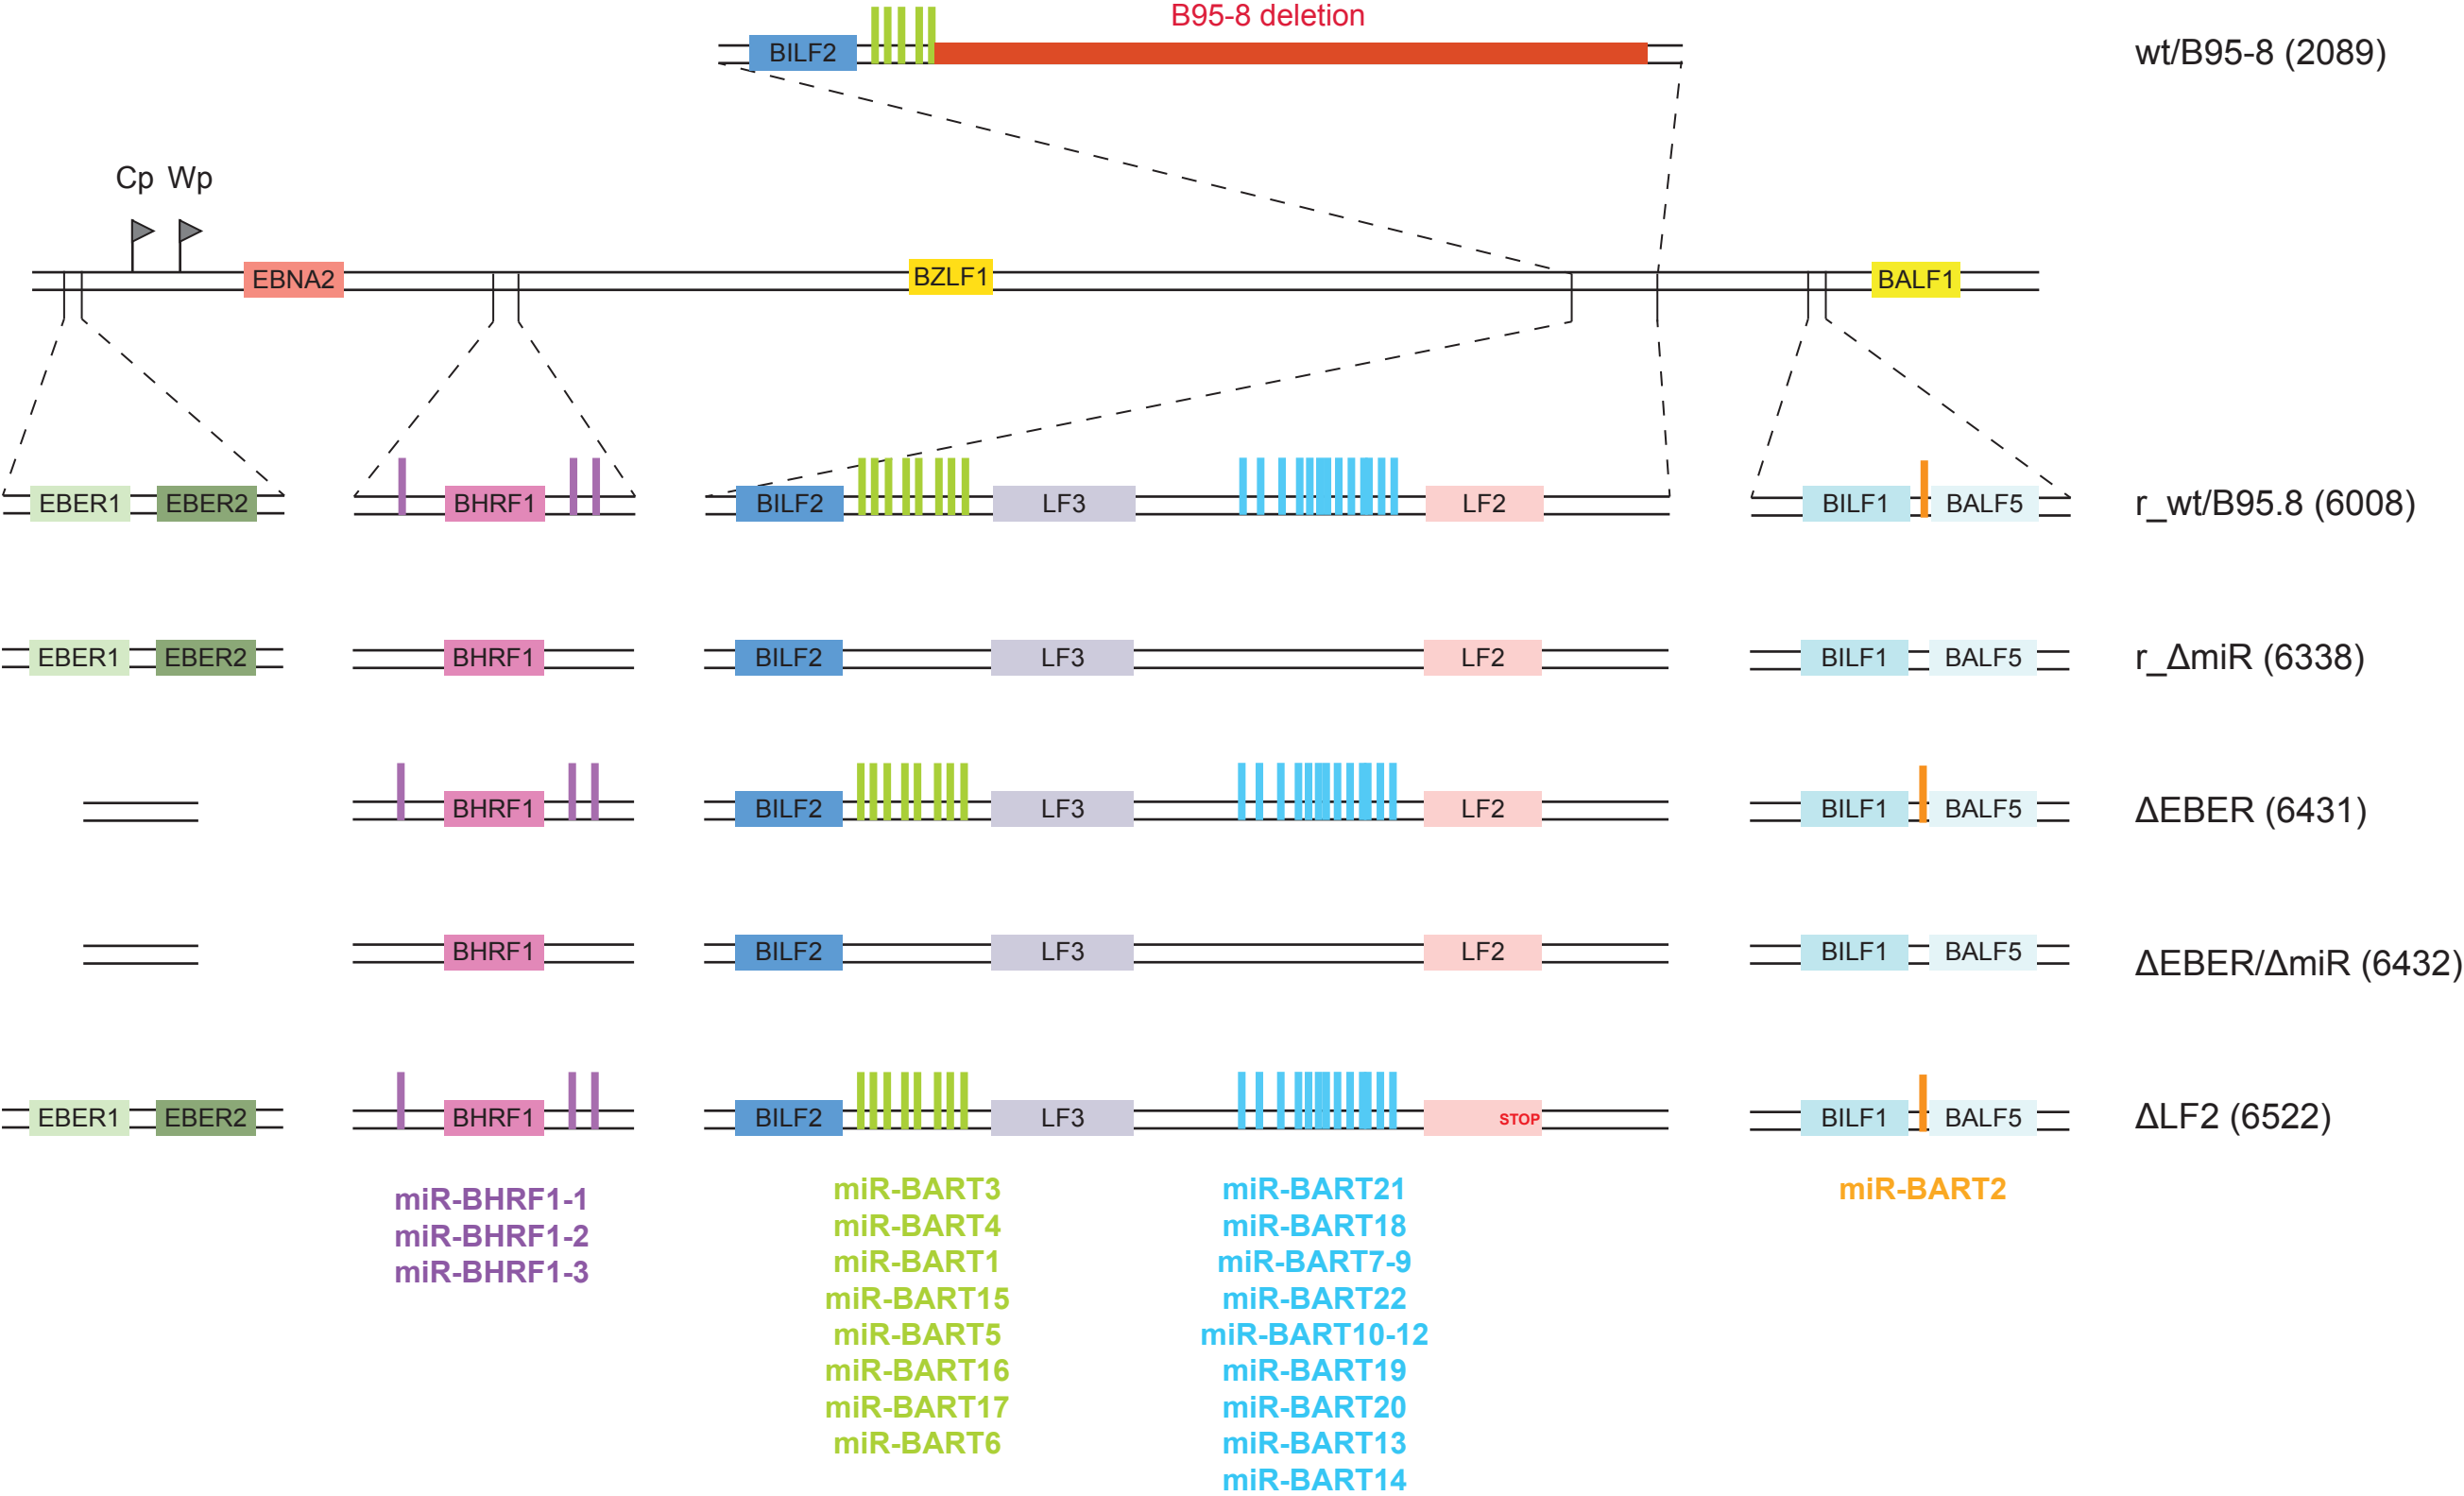 B95-8 deletion
BILF2
wt/B95-8 (2089)
Cp Wp
EBNA2
BZLF1
BALF1
EBER1 EBER2 BHRF1 BILF2 LF3 LF2 BILF1 BALF5 r_wt/B95.8 (6008)
EBER1 EBER2 BHRF1 BILF2 LF3 LF2 BILF1 BALF5 r_ΔmiR (6338)
BHRF1 BILF2 LF3 LF2 BILF1 BALF5 ΔEBER (6431)
BHRF1 BILF2 LF3 LF2 BILF1 BALF5 ΔEBER/ΔmiR (6432)
EBER1 EBER2 BHRF1 BILF2 LF3 STOP BILF1 BALF5 ΔLF2 (6522)
miR-BHRF1-1
miR-BHRF1-2
miR-BHRF1-3
miR-BART3
miR-BART4
miR-BART1
miR-BART15
miR-BART5
miR-BART16
miR-BART17
miR-BART6
miR-BART21
miR-BART18
miR-BART7-9
miR-BART22
miR-BART10-12
miR-BART19
miR-BART20
miR-BART13
miR-BART14
miR-BART2